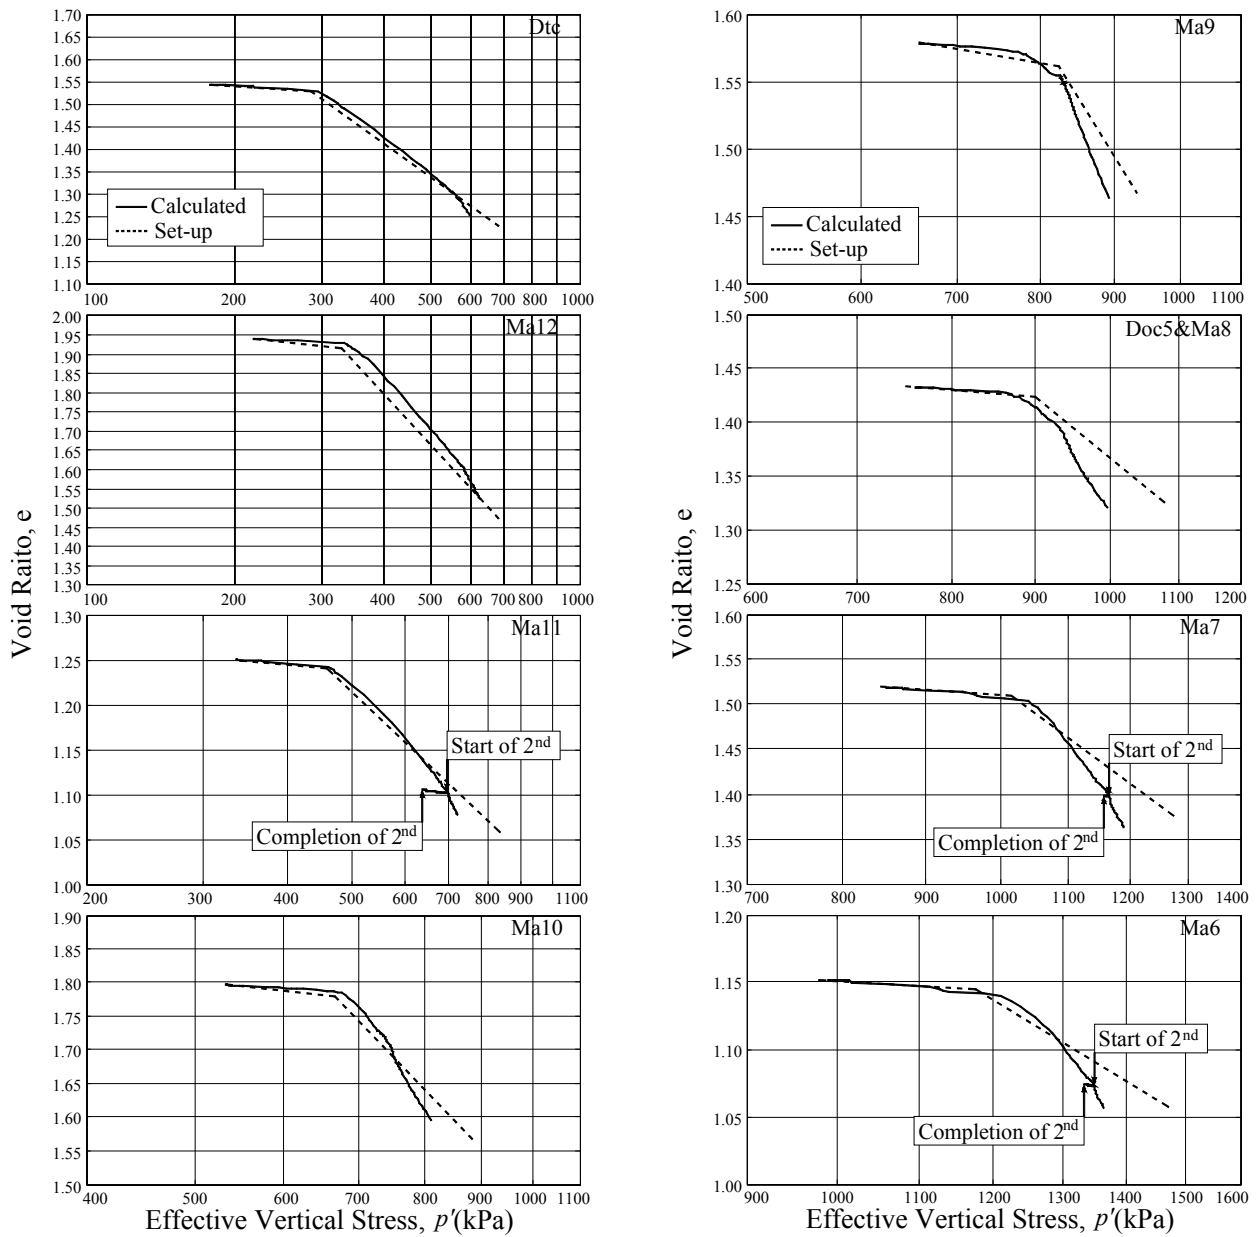 Void Raito, e
Dtc
1.70
1.65
1.60
1.55
1.50
1.45
1.40
1.35
1.30
1.25
1.20
1.15
1.10
Calculated
Set-up
100 200 300 400 500 600 700 800 1000
Ma12
2.00
1.95
1.90
1.85
1.80
1.75
1.70
1.65
1.60
1.55
1.50
1.45
1.40
1.35
1.30
100 200 300 400 500 600 700 800 1000
Ma11
1.30
1.25
1.20
1.15
1.10
1.05
1.00
Start of 2nd
Completion of 2nd
200 300 400 500 600 700 800 900 1100
Ma10
1.90
1.85
1.80
1.75
1.70
1.65
1.60
1.55
1.50
400 500 600 700 800 900 1000 1100
Effective Vertical Stress, p'(kPa)
Void Raito, e
Ma9
1.60
1.55
1.50
1.45
1.40
Calculated
Set-up
500 600 700 800 900 1000 1100
Doc5&Ma8
1.50
1.45
1.40
1.35
1.30
1.25
600 700 800 900 1000 1100 1200
Ma7
1.60
1.55
1.50
1.45
1.40
1.35
1.30
Start of 2nd
Completion of 2nd
700 800 900 1000 1100 1200 1300 1400
Ma6
1.20
1.15
1.10
1.05
1.00
Start of 2nd
Completion of 2nd
900 1000 1100 1200 1300 1400 1500 1600
Effective Vertical Stress, p'(kPa)